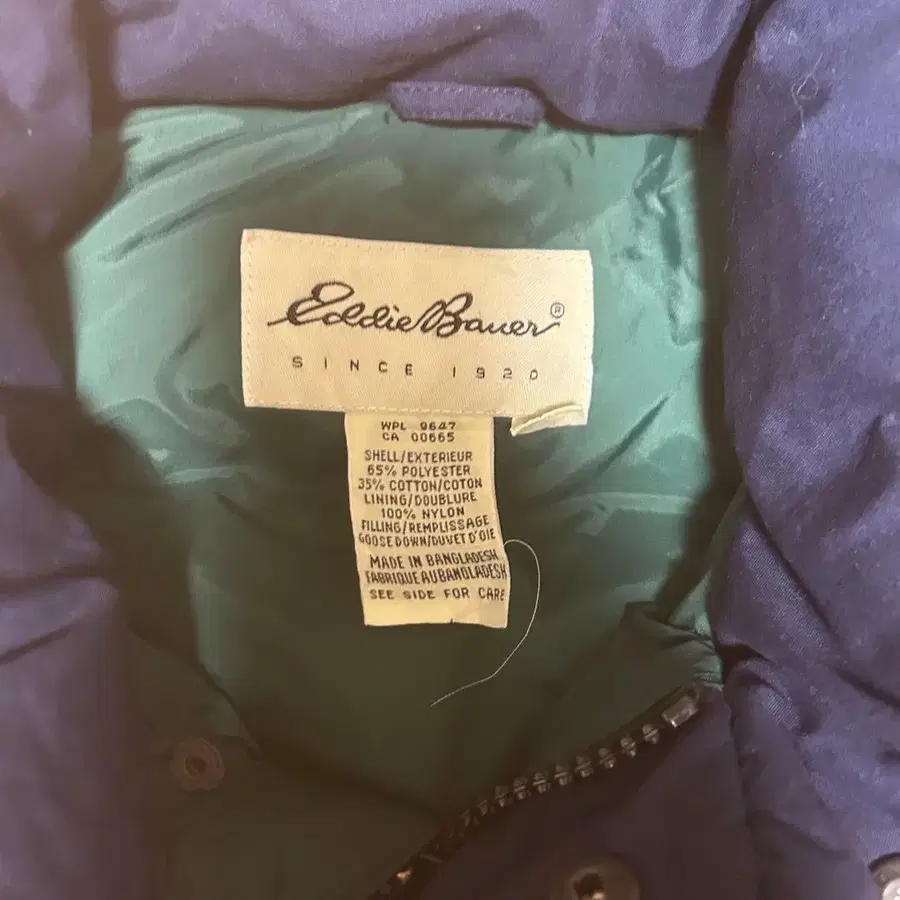 Eddie Bauer®
SINCE 1920
WPL 9647
CA 00665
SHELL/EXTERIEUR
65% POLYESTER
35% COTTON/COTON
LINING/DOUBLURE
100% NYLON
FILLING/REMPLISSAGE
GOOSE DOWN/DUVET D'OIE
MADE IN BANGLADESH
FABRIQUE AU BANGLADESH
SEE SIDE FOR CARE